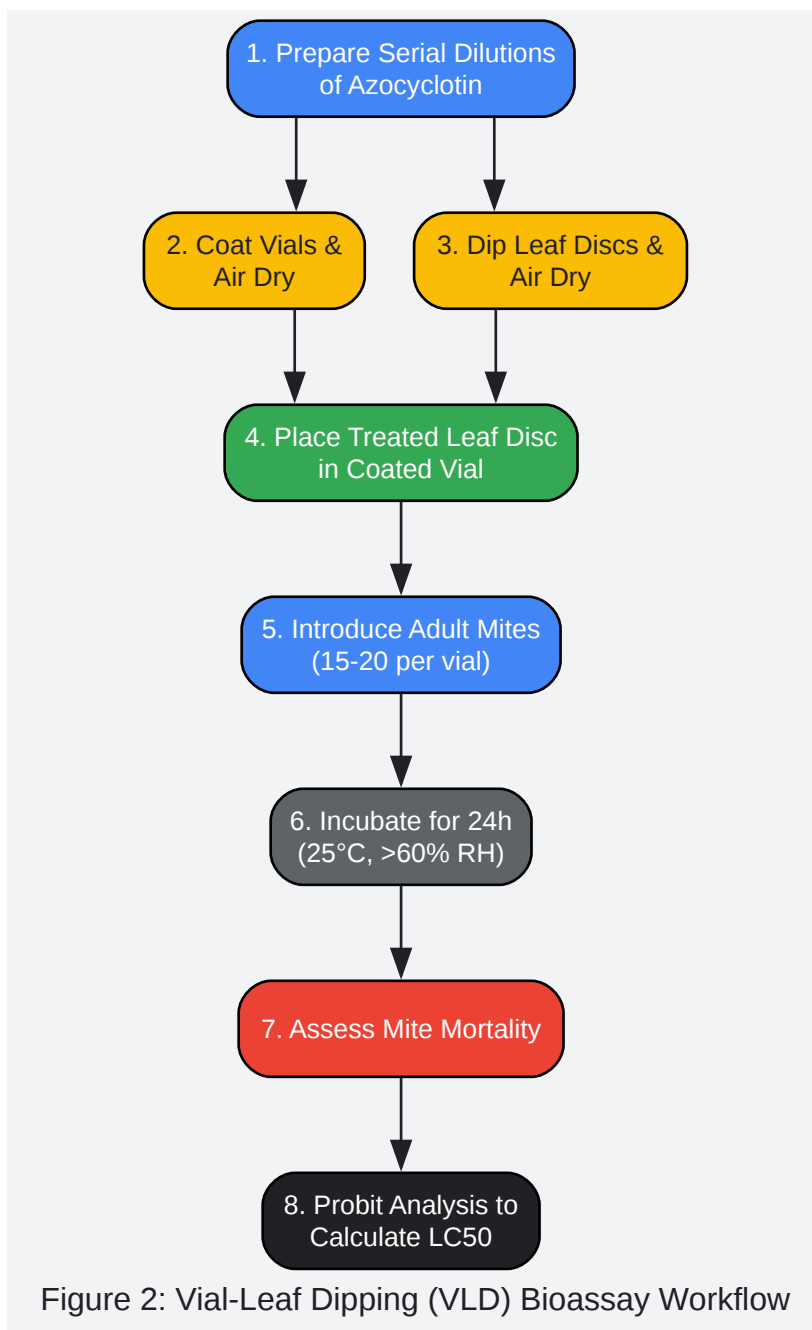 1. Prepare Serial Dilutions
of Azocyclotin
2. Coat Vials &
Air Dry
3. Dip Leaf Discs &
Air Dry
4. Place Treated Leaf Disc
in Coated Vial
5. Introduce Adult Mites
(15-20 per vial)
6. Incubate for 24h
(25°C, >60% RH)
7. Assess Mite Mortality
8. Probit Analysis to
Calculate LC50
Figure 2: Vial-Leaf Dipping (VLD) Bioassay Workflow